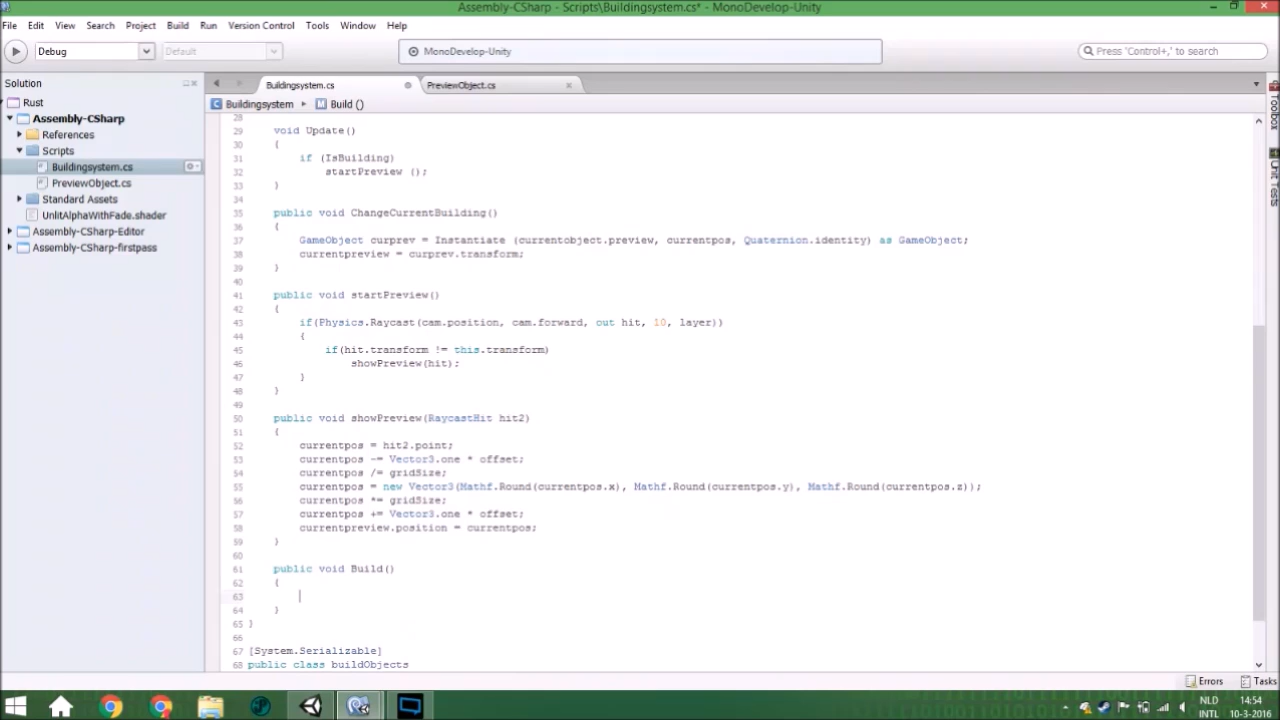 Assembly-CSharp - Scripts\Buildingsystem.cs* - MonoDevelop-Unity
File Edit View Search Project Build Run Version Control Tools Window Help
Debug Default MonoDevelop-Unity Press 'Control+,' to search
Solution
Buildingsystem.cs PreviewObject.cs
Buildingsystem Build ()
Rust
Assembly-CSharp
References
Scripts
Buildingsystem.cs
PreviewObject.cs
Standard Assets
UnlitAlphaWithFade.shader
Assembly-CSharp-Editor
Assembly-CSharp-firstpass
28
29 void Update()
30 {
31 if (IsBuilding)
32 startPreview ();
33 }
34
35 public void ChangeCurrentBuilding()
36 {
37 GameObject curprev = Instantiate (currentobject.preview, currentpos, Quaternion.identity) as GameObject;
38 currentpreview = curprev.transform;
39 }
40
41 public void startPreview()
42 {
43 if(Physics.Raycast(cam.position, cam.forward, out hit, 10, layer))
44 {
45 if(hit.transform != this.transform)
46 showPreview(hit);
47 }
48 }
49
50 public void showPreview(RaycastHit hit2)
51 {
52 currentpos = hit2.point;
53 currentpos -= Vector3.one * offset;
54 currentpos /= gridSize;
55 currentpos = new Vector3(Mathf.Round(currentpos.x), Mathf.Round(currentpos.y), Mathf.Round(currentpos.z));
56 currentpos *= gridSize;
57 currentpos += Vector3.one * offset;
58 currentpreview.position = currentpos;
59 }
60
61 public void Build()
62 {
63
64 }
65 }
66
67 [System.Serializable]
68 public class buildObjects
Toolbox
Unit Tests
Errors Tasks
NLD 14:54
INTL 10-3-2016